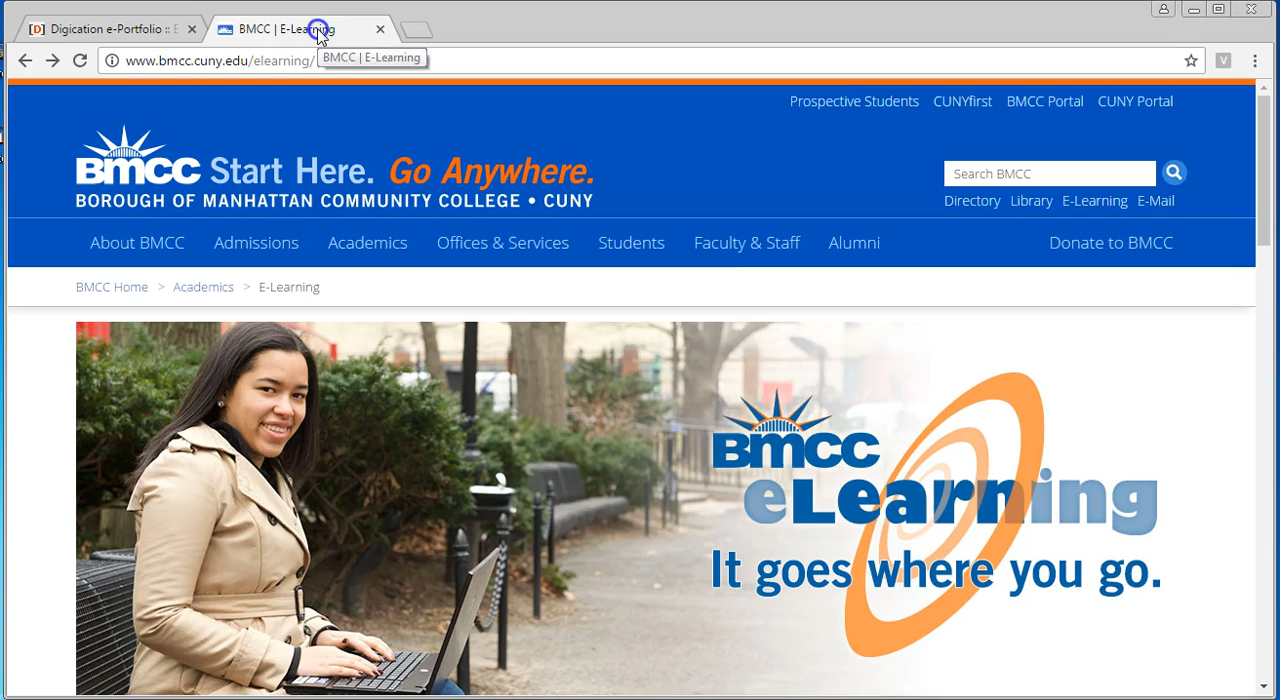 [D] Digication e-Portfolio :: E
BMCC | E-Learning
www.bmcc.cuny.edu/elearning/
BMCC | E-Learning
V
Prospective Students CUNYfirst BMCC Portal CUNY Portal
BMCC Start Here. Go Anywhere.
BOROUGH OF MANHATTAN COMMUNITY COLLEGE • CUNY
Search BMCC
Directory Library E-Learning E-Mail
About BMCC Admissions Academics Offices & Services Students Faculty & Staff Alumni Donate to BMCC
BMCC Home > Academics > E-Learning
BMCC
eLearning
It goes where you go.